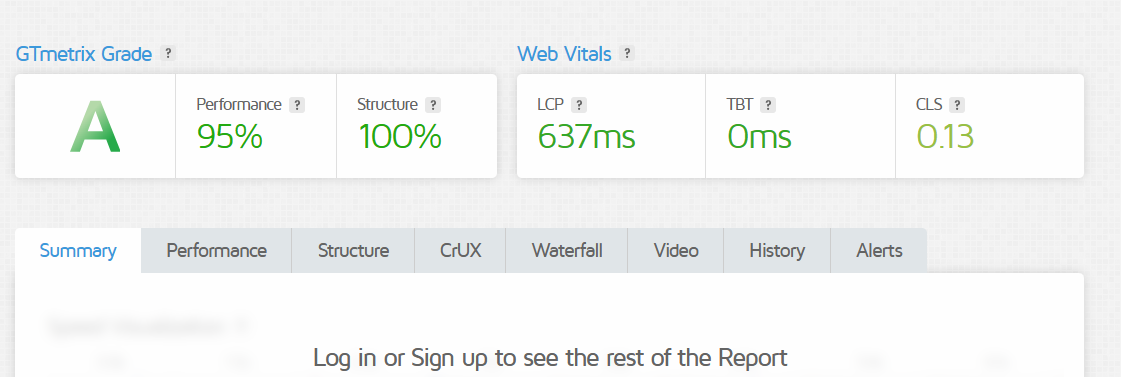 GTmetrix Grade ?
Web Vitals ?
A
Performance ?
95%
Structure ?
100%
LCP ?
637ms
TBT ?
0ms
CLS ?
0.13
Summary
Performance
Structure
CrUX
Waterfall
Video
History
Alerts
Log in or Sign up to see the rest of the Report